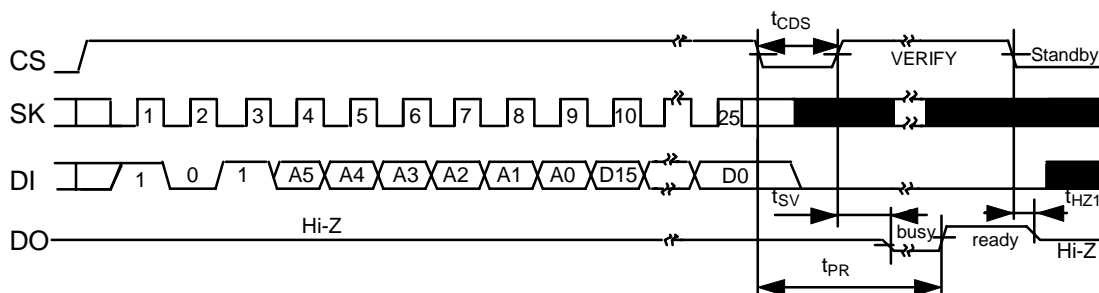 tCDS
CS VERIFY Standby
SK 1 2 3 4 5 6 7 8 9 10 25
DI 1 0 1 A5 A4 A3 A2 A1 A0 D15 D0
tSV tHZ1
DO Hi-Z busy ready Hi-Z
tPR